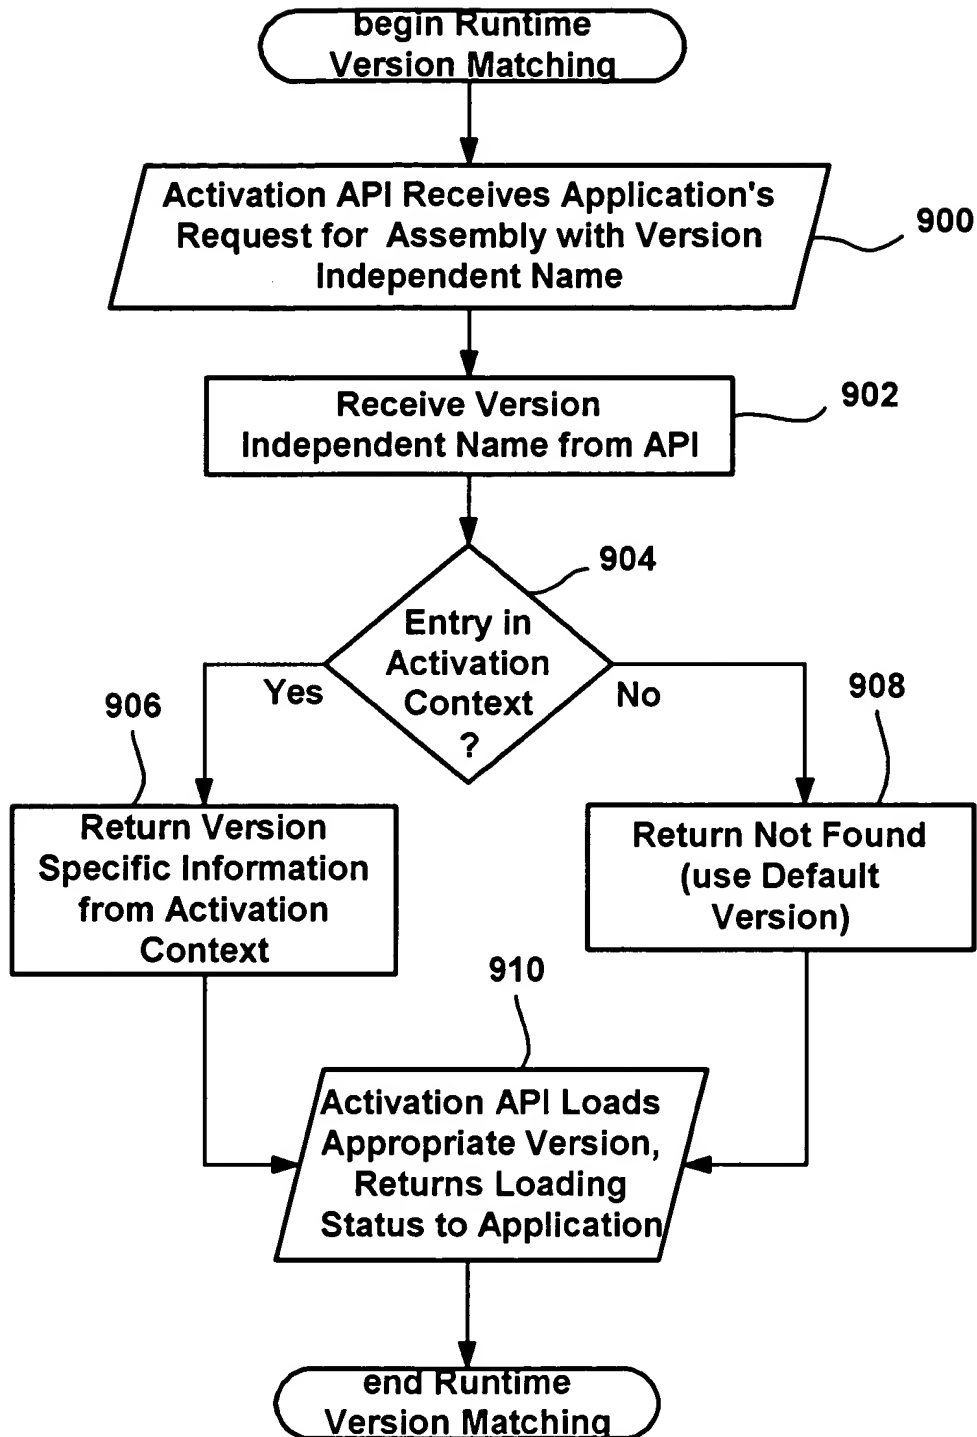 begin Runtime
Version Matching
Activation API Receives Application's
Request for Assembly with Version
Independent Name
900
Receive Version
Independent Name from API
902
904
Entry in
Activation
Context
?
Yes
No
906
908
Return Version
Specific Information
from Activation
Context
Return Not Found
(use Default
Version)
910
Activation API Loads
Appropriate Version,
Returns Loading
Status to Application
end Runtime
Version Matching